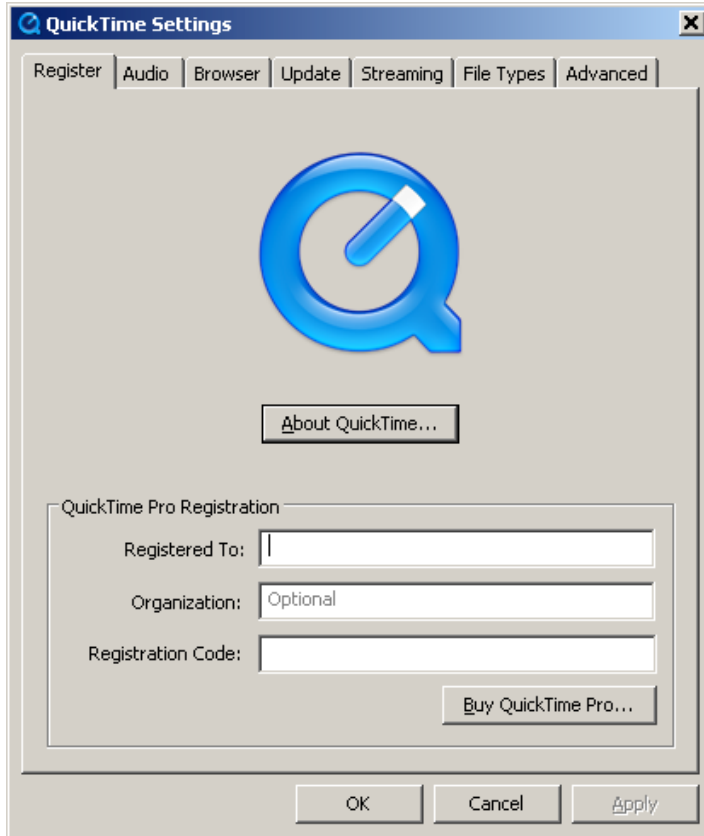 QuickTime Settings
Register Audio Browser Update Streaming File Types Advanced
About QuickTime...
QuickTime Pro Registration
Registered To:
Organization: Optional
Registration Code:
Buy QuickTime Pro...
OK Cancel Apply